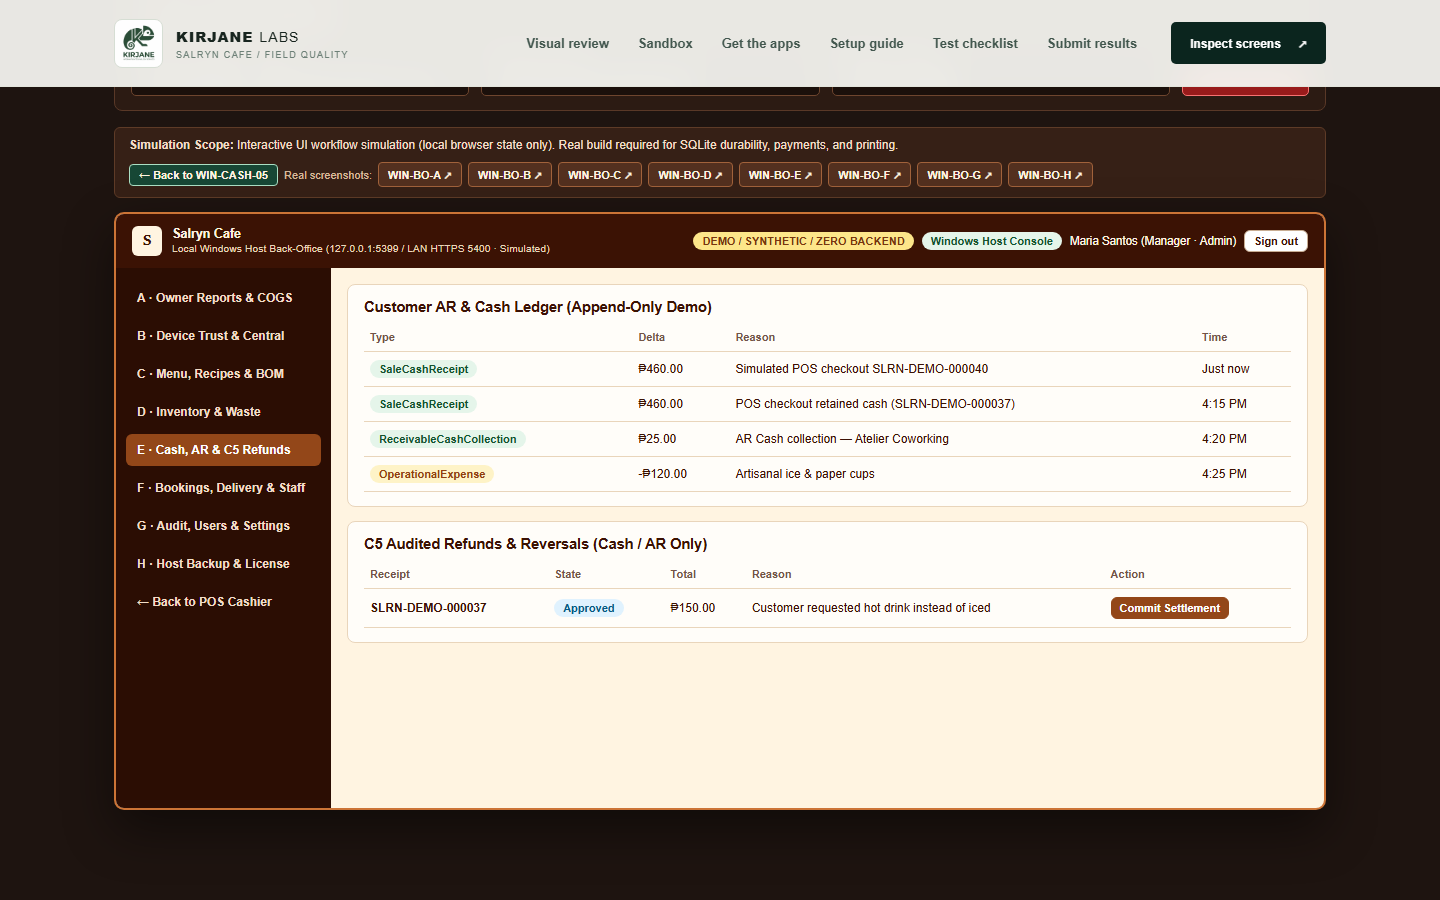 KIRJANE
KIRJANE LABS
SALRYN CAFE / FIELD QUALITY
Visual review
Sandbox
Get the apps
Setup guide
Test checklist
Submit results
Inspect screens ↗
Simulation Scope: Interactive UI workflow simulation (local browser state only). Real build required for SQLite durability, payments, and printing.
← Back to WIN-CASH-05
Real screenshots:
WIN-BO-A ↗
WIN-BO-B ↗
WIN-BO-C ↗
WIN-BO-D ↗
WIN-BO-E ↗
WIN-BO-F ↗
WIN-BO-G ↗
WIN-BO-H ↗
S
Salryn Cafe
Local Windows Host Back-Office (127.0.0.1:5399 / LAN HTTPS 5400 · Simulated)
DEMO / SYNTHETIC / ZERO BACKEND
Windows Host Console
Maria Santos (Manager · Admin)
Sign out
A · Owner Reports & COGS
B · Device Trust & Central
C · Menu, Recipes & BOM
D · Inventory & Waste
E · Cash, AR & C5 Refunds
F · Bookings, Delivery & Staff
G · Audit, Users & Settings
H · Host Backup & License
← Back to POS Cashier
Customer AR & Cash Ledger (Append-Only Demo)
Type Delta Reason Time
SaleCashReceipt ₱460.00 Simulated POS checkout SLRN-DEMO-000040 Just now
SaleCashReceipt ₱460.00 POS checkout retained cash (SLRN-DEMO-000037) 4:15 PM
ReceivableCashCollection ₱25.00 AR Cash collection — Atelier Coworking 4:20 PM
OperationalExpense -₱120.00 Artisanal ice & paper cups 4:25 PM
C5 Audited Refunds & Reversals (Cash / AR Only)
Receipt State Total Reason Action
SLRN-DEMO-000037 Approved ₱150.00 Customer requested hot drink instead of iced Commit Settlement